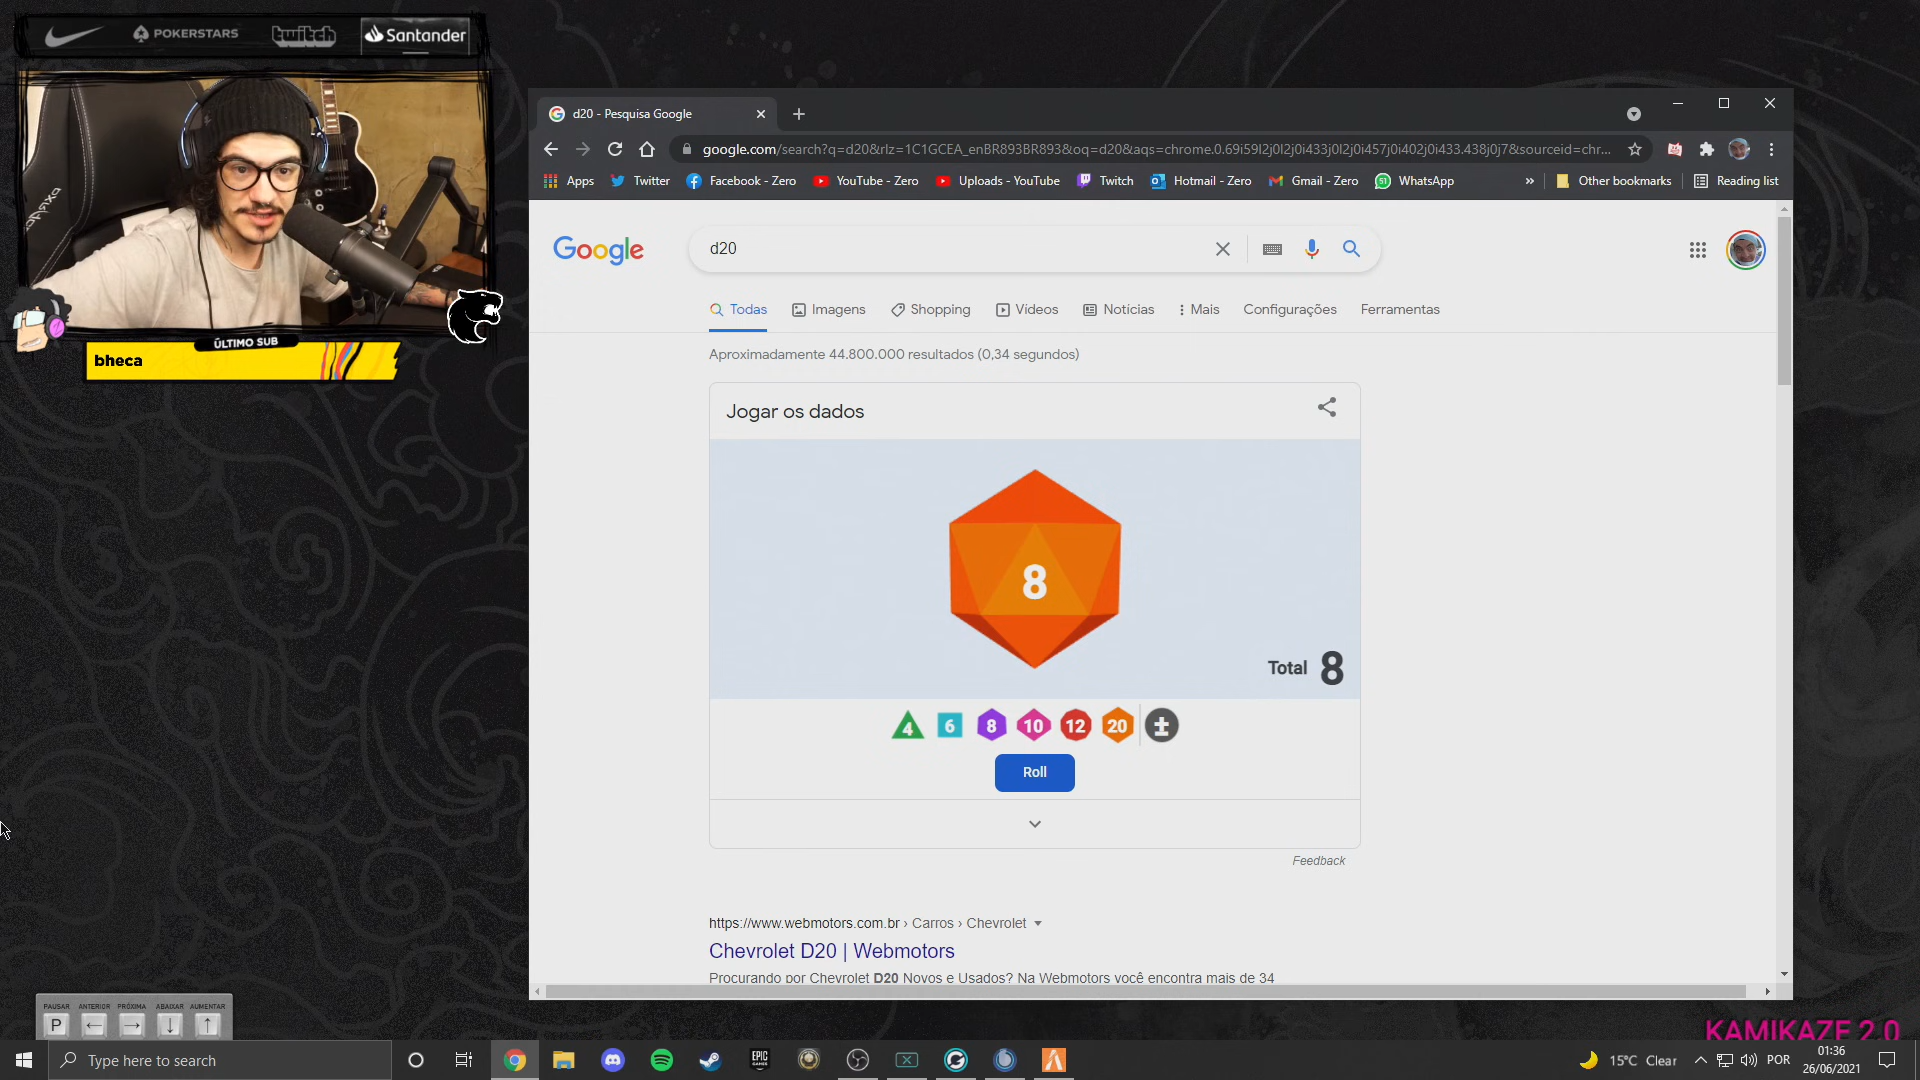 POKERSTARS
twitch
Santander
ÚLTIMO SUB
bheca
d20 - Pesquisa Google
google.com/search?q=d20&rlz=1C1GCEA_enBR893BR893&oq=d20&aqs=chrome.0.69i59l2j0l2j0i433j0l2j0i457j0i402j0i433.438j0j7&sourceid=chr...
Apps
Twitter
Facebook - Zero
YouTube - Zero
Uploads - YouTube
Twitch
Hotmail - Zero
Gmail - Zero
WhatsApp
»
Other bookmarks
Reading list
Google
d20
Todas
Imagens
Shopping
Vídeos
Notícias
Mais
Configurações
Ferramentas
Aproximadamente 44.800.000 resultados (0,34 segundos)
Jogar os dados
8
Total 8
4 6 8 10 12 20 ±
Roll
Feedback
https://www.webmotors.com.br › Carros › Chevrolet
Chevrolet D20 | Webmotors
Procurando por Chevrolet D20 Novos e Usados? Na Webmotors você encontra mais de 34
PAUSAR ANTERIOR PRÓXIMA ABAIXAR AUMENTAR
P ← → ↓ ↑
KAMIKAZE 2.0
Type here to search
EPIC GAMES
15°C Clear
POR
01:36
26/06/2021